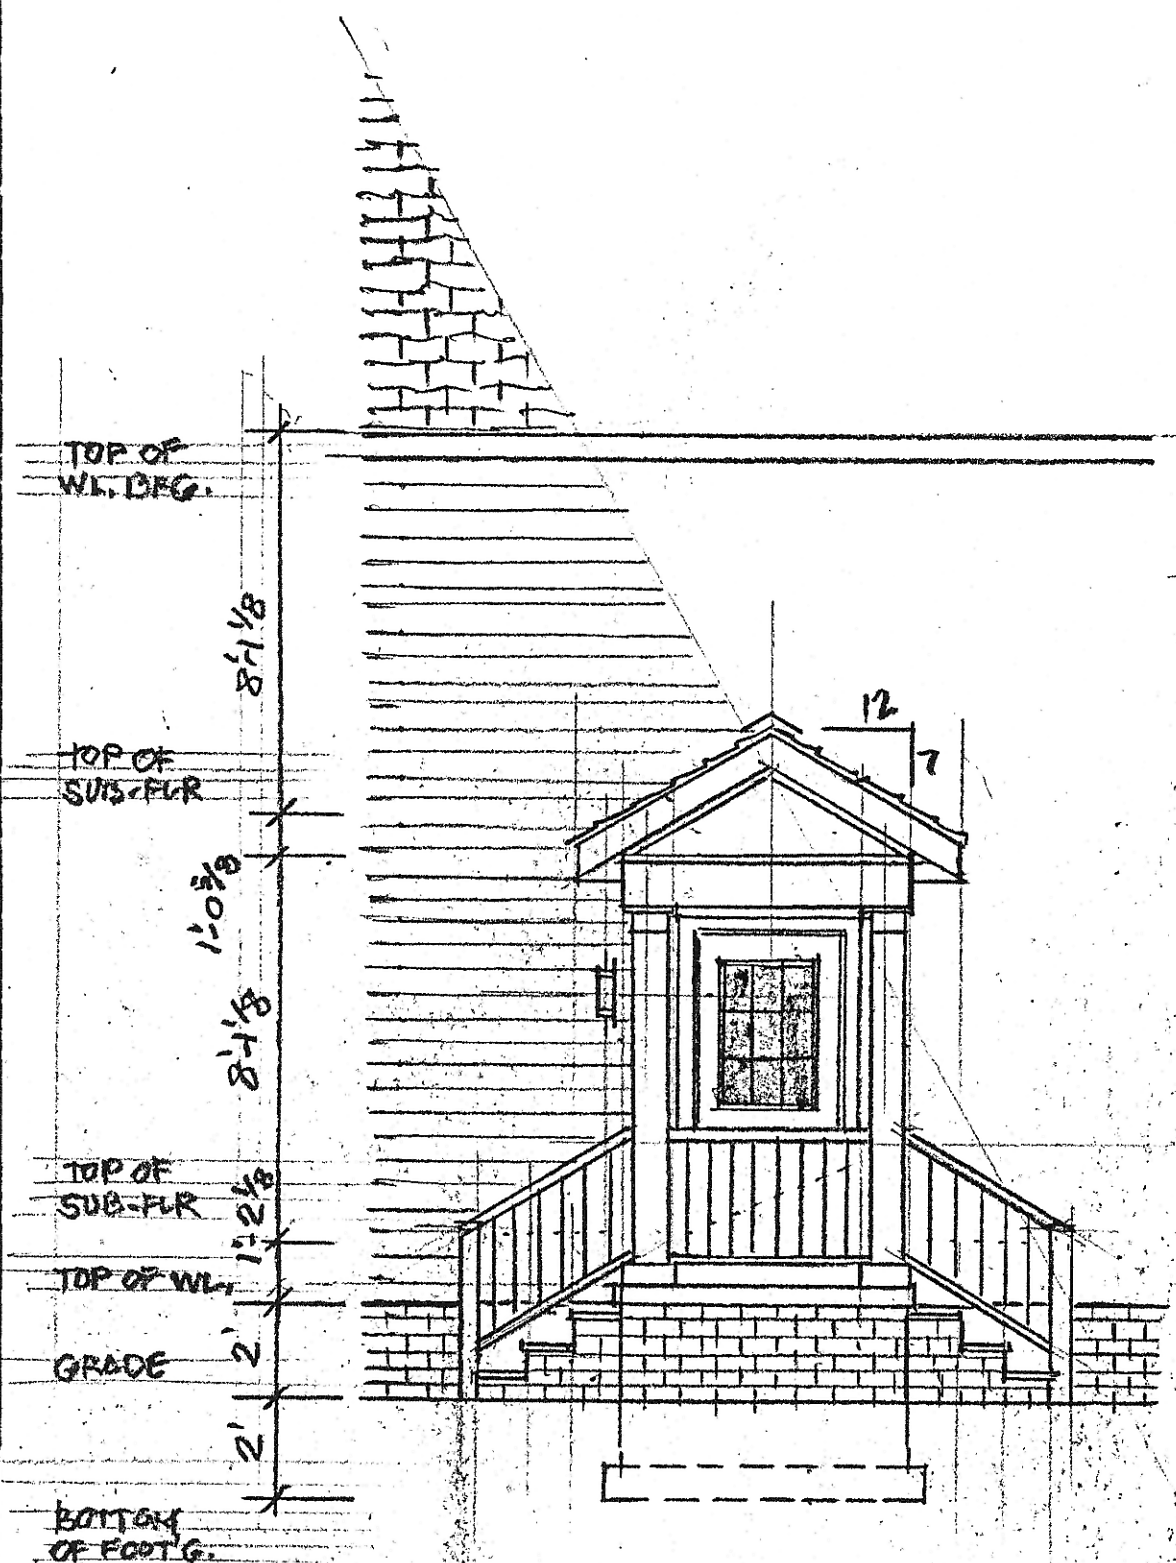 TOP OF
WL. BFG.
8'-1 1/8
12
7
TOP OF
SUB-FLR
1'-0 5/8
8'-1 1/8
TOP OF
SUB-FLR
1'-2 1/8
TOP OF WL.
2'
GRADE
2'
BOTTOM
OF FOOT'G.